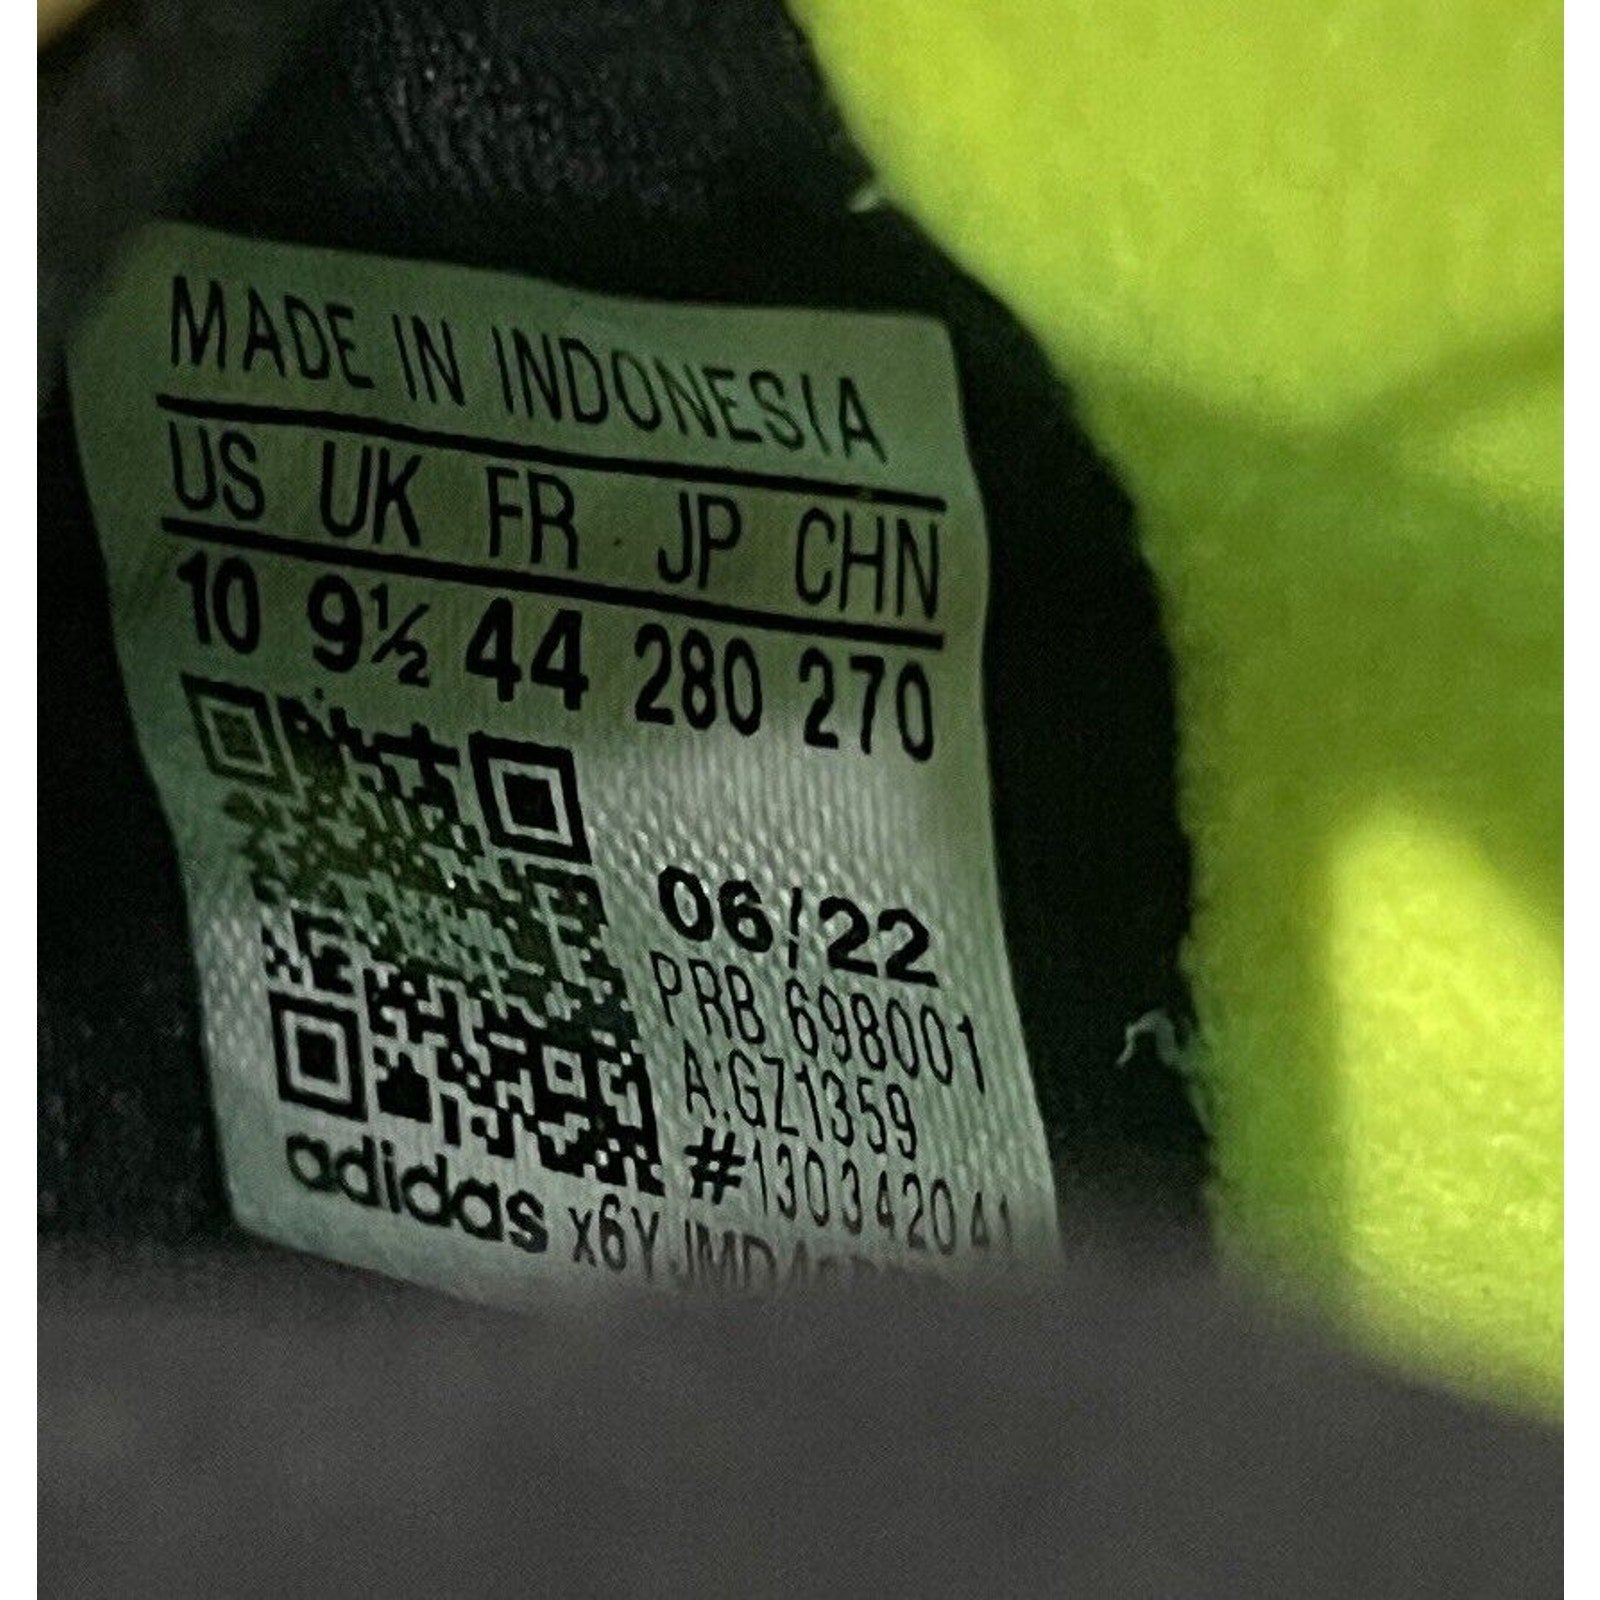 MADE IN INDONESIA
US UK FR JP CHN
10 9½ 44 280 270
06/22
PRB 698001
A:GZ1359
#130342041
adidas